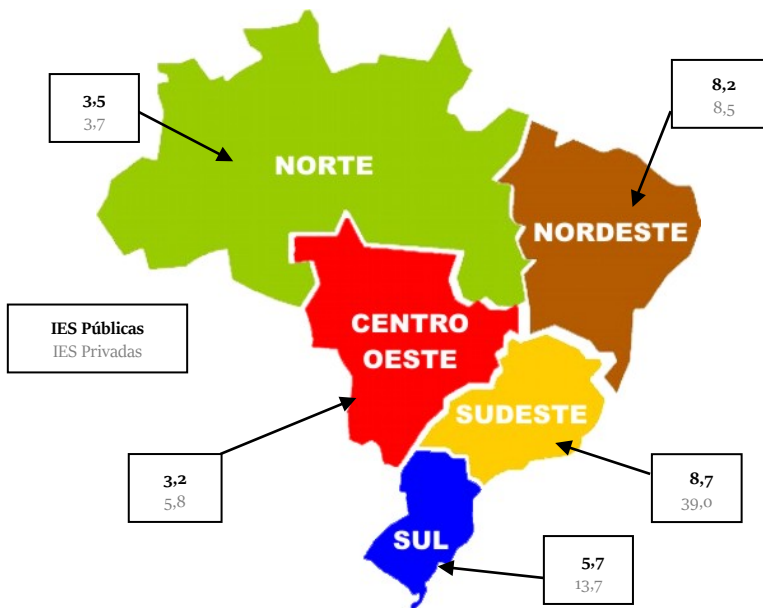 3,5
3,7
8,2
8,5
NORTE
NORDESTE
IES Públicas
IES Privadas
CENTRO
OESTE
SUDESTE
3,2
5,8
8,7
39,0
SUL
5,7
13,7